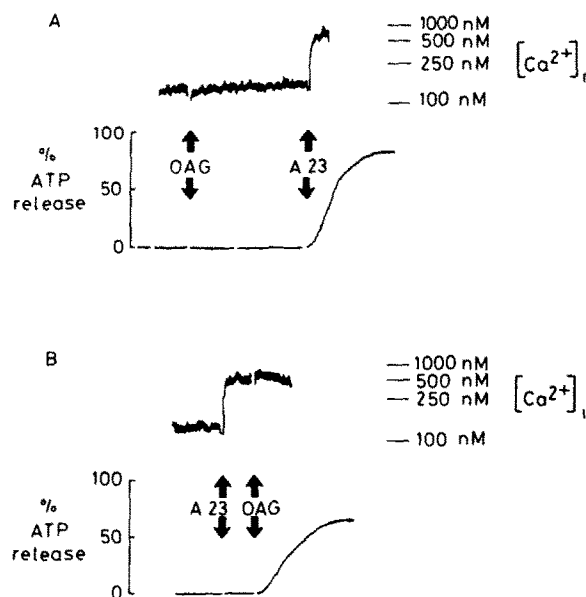 A
1000 nM
500 nM
250 nM
100 nM
[Ca2+]
100
%
ATP
release
50
0
OAG
A 23
B
1000 nM
500 nM
250 nM
100 nM
[Ca2+]
100
%
ATP
release
50
0
A 23 OAG